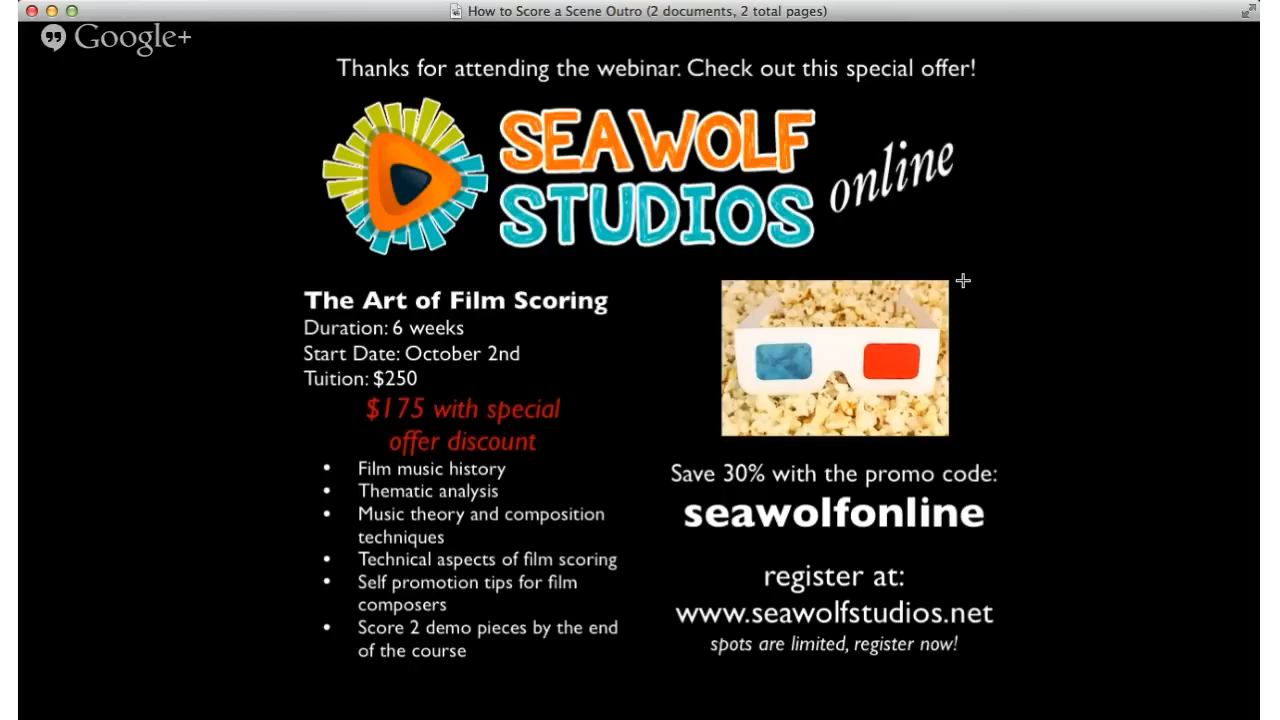 How to Score a Scene Outro (2 documents, 2 total pages)
Google+
Thanks for attending the webinar. Check out this special offer!
SEAWOLF
STUDIOS
online
The Art of Film Scoring
Duration: 6 weeks
Start Date: October 2nd
Tuition: $250
$175 with special
offer discount
• Film music history
• Thematic analysis
• Music theory and composition
techniques
• Technical aspects of film scoring
• Self promotion tips for film
composers
• Score 2 demo pieces by the end
of the course
Save 30% with the promo code:
seawolfonline
register at:
www.seawolfstudios.net
spots are limited, register now!